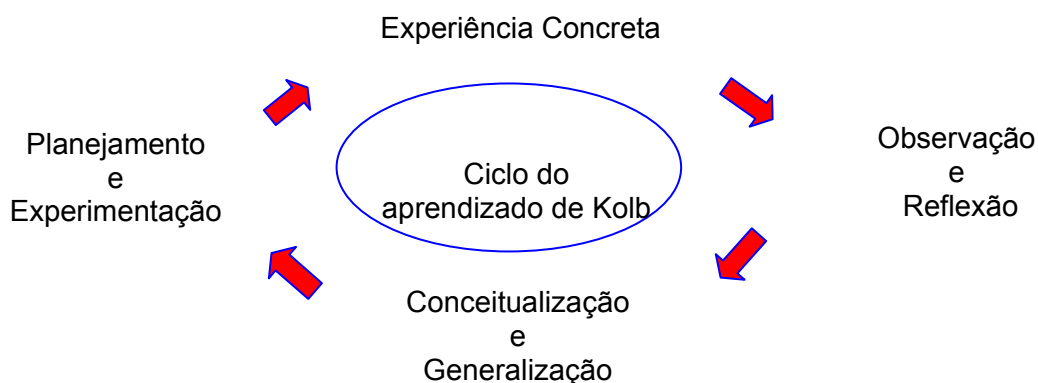 Experiência Concreta
Planejamento
e
Experimentação
Ciclo do
aprendizado de Kolb
Observação
e
Reflexão
Conceitualização
e
Generalização